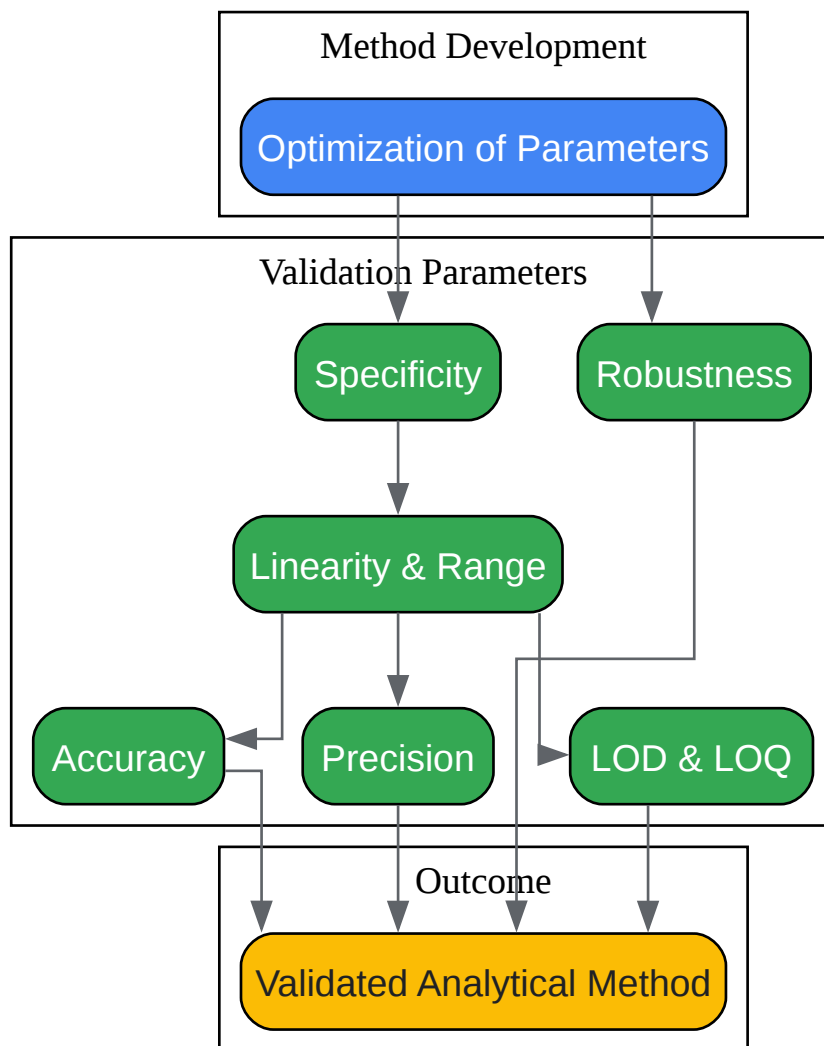 Method Development
Optimization of Parameters
Validation Parameters
Specificity
Robustness
Linearity & Range
Accuracy
Precision
LOD & LOQ
Outcome
Validated Analytical Method